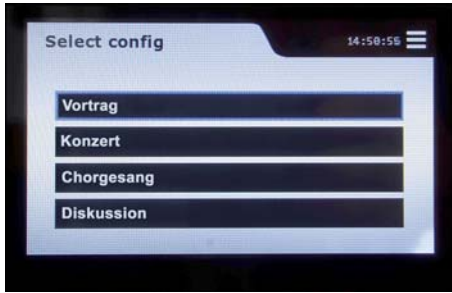 Select config
14:50:55
Vortrag
Konzert
Chorgesang
Diskussion